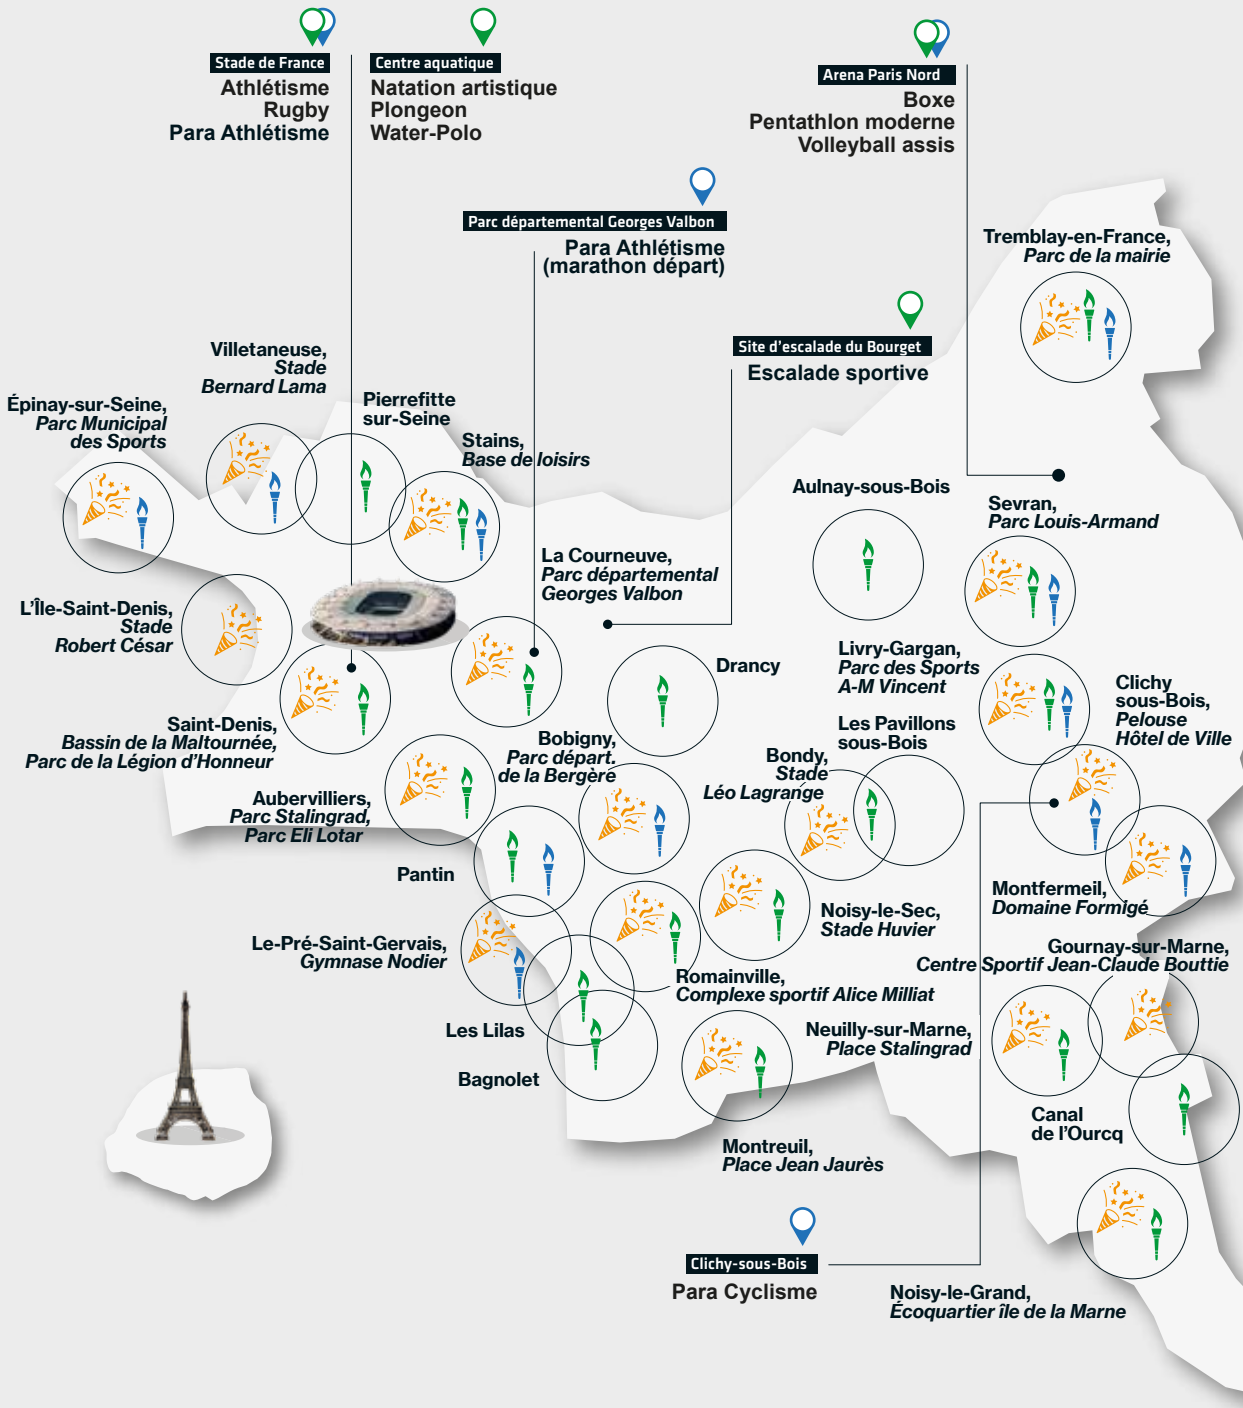 Stade de France
Athlétisme
Rugby
Para Athlétisme
Centre aquatique
Natation artistique
Plongeon
Water-Polo
Arena Paris Nord
Boxe
Pentathlon moderne
Volleyball assis
Parc départemental Georges Valbon
Para Athlétisme
(marathon départ)
Tremblay-en-France,
Parc de la mairie
Site d'escalade du Bourget
Escalade sportive
Villetaneuse,
Stade
Bernard Lama
Épinay-sur-Seine,
Parc Municipal
des Sports
Pierrefitte
sur-Seine
Stains,
Base de loisirs
Aulnay-sous-Bois
Sevran,
Parc Louis-Armand
La Courneuve,
Parc départemental
Georges Valbon
L'Île-Saint-Denis,
Stade
Robert César
Drancy
Livry-Gargan,
Parc des Sports
A-M Vincent
Clichy
sous-Bois,
Pelouse
Hôtel de Ville
Saint-Denis,
Bassin de la Maltournée,
Parc de la Légion d'Honneur
Bobigny,
Parc départ.
de la Bergère
Les Pavillons
sous-Bois
Bondy,
Stade
Léo Lagrange
Aubervilliers,
Parc Stalingrad,
Parc Eli Lotar
Pantin
Montfermeil,
Domaine Formigé
Noisy-le-Sec,
Stade Huvier
Le-Pré-Saint-Gervais,
Gymnase Nodier
Gournay-sur-Marne,
Centre Sportif Jean-Claude Bouttie
Romainville,
Complexe sportif Alice Milliat
Les Lilas
Neuilly-sur-Marne,
Place Stalingrad
Bagnolet
Canal
de l'Ourcq
Montreuil,
Place Jean Jaurès
Clichy-sous-Bois
Para Cyclisme
Noisy-le-Grand,
Écoquartier île de la Marne